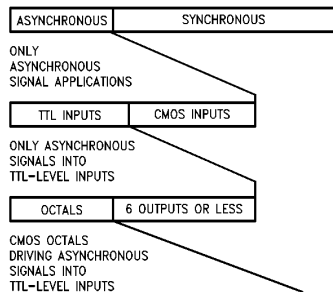 ASYNCHRONOUS SYNCHRONOUS
ONLY
ASYNCHRONOUS
SIGNAL APPLICATIONS
TTL INPUTS CMOS INPUTS
ONLY ASYNCHRONOUS
SIGNALS INTO
TTL-LEVEL INPUTS
OCTALS 6 OUTPUTS OR LESS
CMOS OCTALS
DRIVING ASYNCHRONOUS
SIGNALS INTO
TTL-LEVEL INPUTS